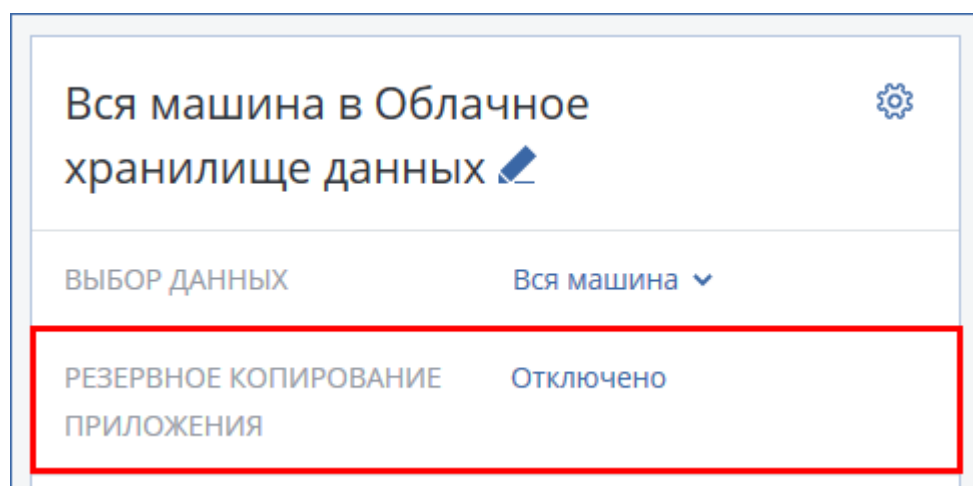 Вся машина в Облачное
хранилище данных
ВЫБОР ДАННЫХ Вся машина
РЕЗЕРВНОЕ КОПИРОВАНИЕ Отключено
ПРИЛОЖЕНИЯ